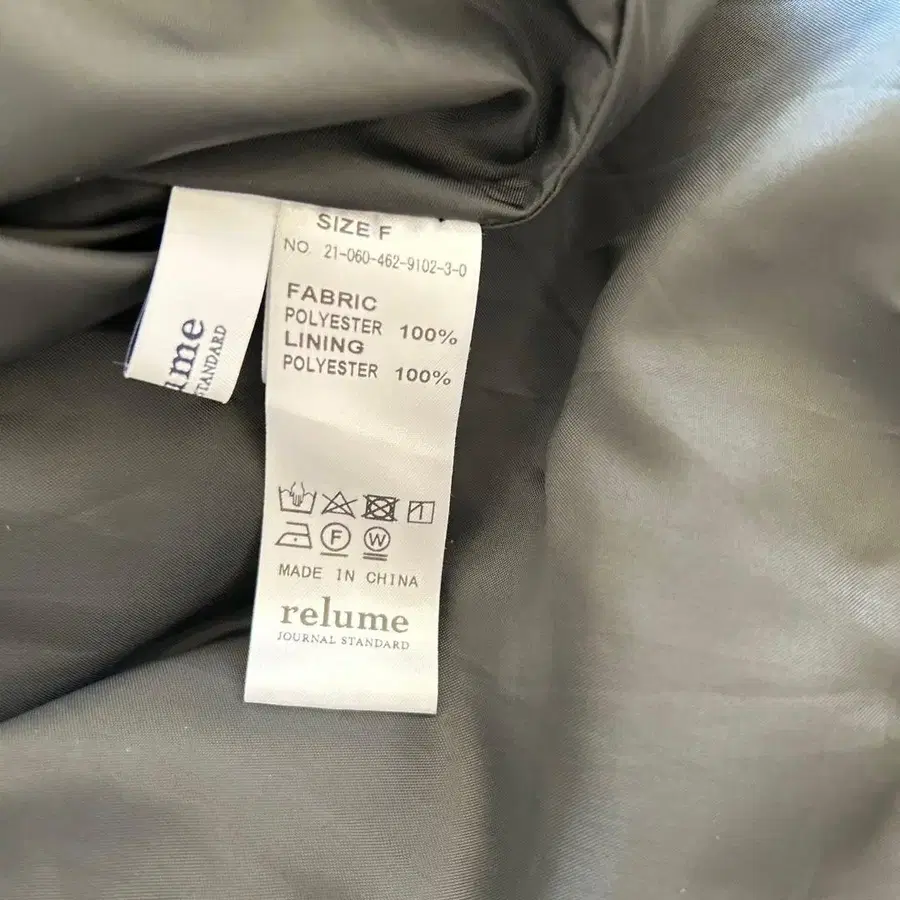 SIZE F
NO. 21-060-462-9102-3-0
FABRIC
POLYESTER 100%
LINING
POLYESTER 100%
F
W
MADE IN CHINA
relume
JOURNAL STANDARD
ume
STANDARD